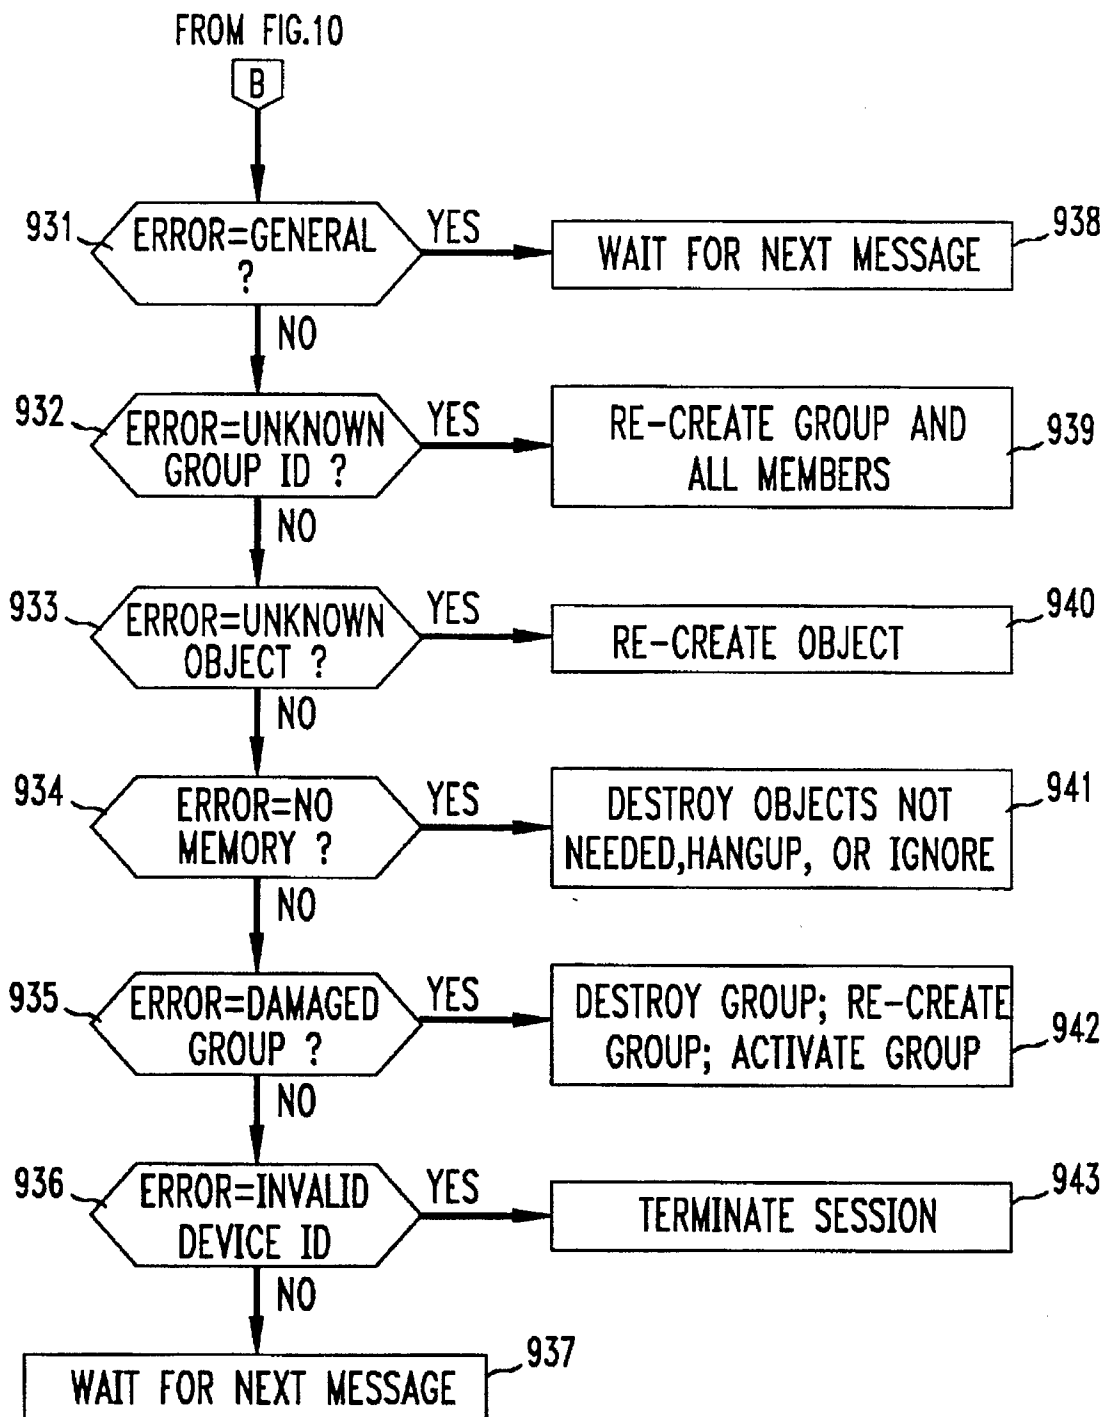 FROM FIG.10
B
931
ERROR=GENERAL
?
YES
WAIT FOR NEXT MESSAGE
938
NO
932
ERROR=UNKNOWN
GROUP ID ?
YES
RE-CREATE GROUP AND
ALL MEMBERS
939
NO
933
ERROR=UNKNOWN
OBJECT ?
YES
RE-CREATE OBJECT
940
NO
934
ERROR=NO
MEMORY ?
YES
DESTROY OBJECTS NOT
NEEDED,HANGUP, OR IGNORE
941
NO
935
ERROR=DAMAGED
GROUP ?
YES
DESTROY GROUP; RE-CREATE
GROUP; ACTIVATE GROUP
942
NO
936
ERROR=INVALID
DEVICE ID
YES
TERMINATE SESSION
943
NO
WAIT FOR NEXT MESSAGE
937